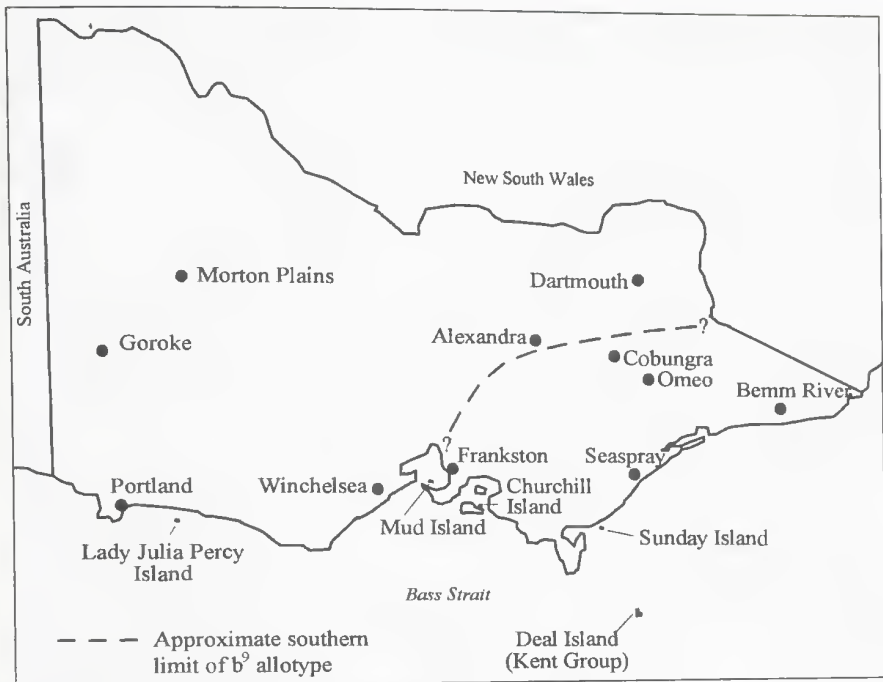 New South Wales
South Australia
Morton Plains
Dartmouth
Goroke
Alexandra
?
Cobungra
Omeo
Bemm River
?
Frankston
Seaspray
Portland
Winchelsea
Churchill
Island
Mud Island
Sunday Island
Lady Julia Percy
Island
Bass Strait
Approximate southern
limit of b⁹ allotype
Deal Island
(Kent Group)